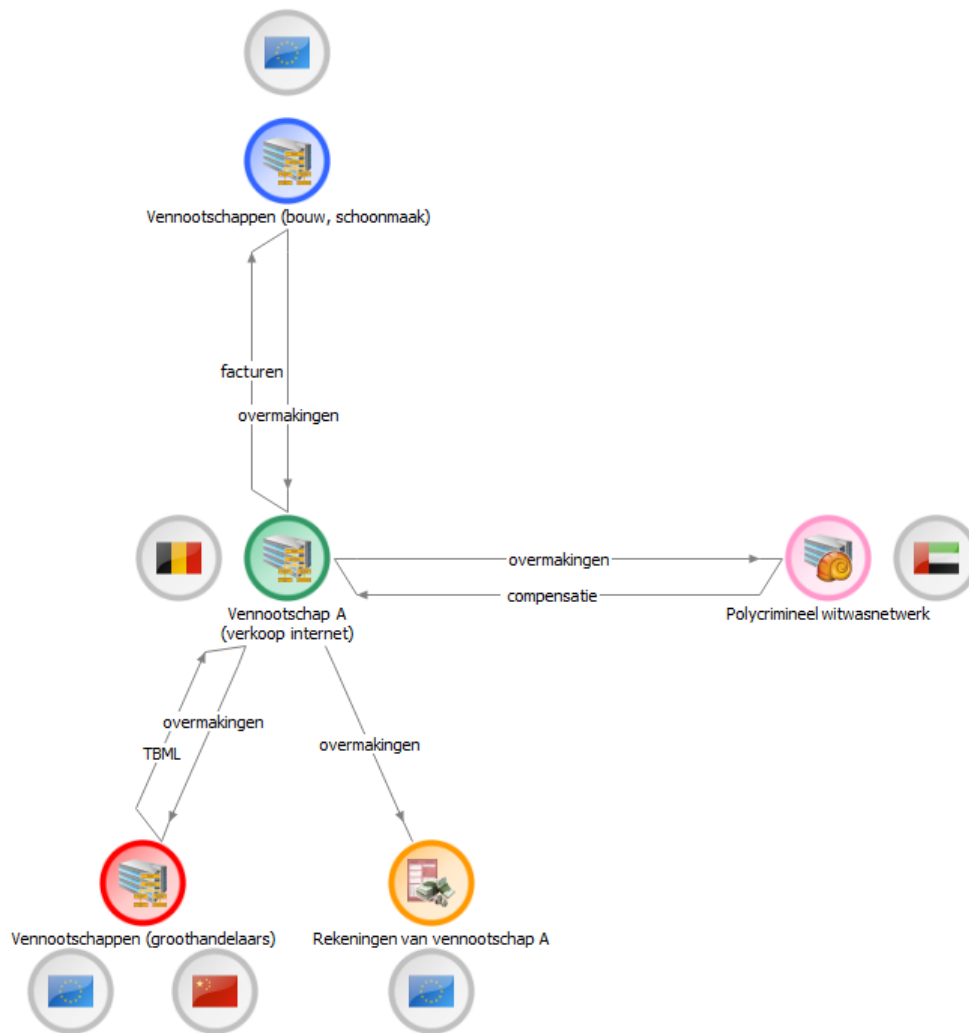 Vennootschappen (bouw, schoonmaak)
facturen
overmakingen
overmakingen
compensatie
Vennootschap A
(verkoop internet)
Polycrimineel witwasnetwerk
overmakingen
TBML
overmakingen
Vennootschappen (groothandelaars)
Rekeningen van vennootschap A